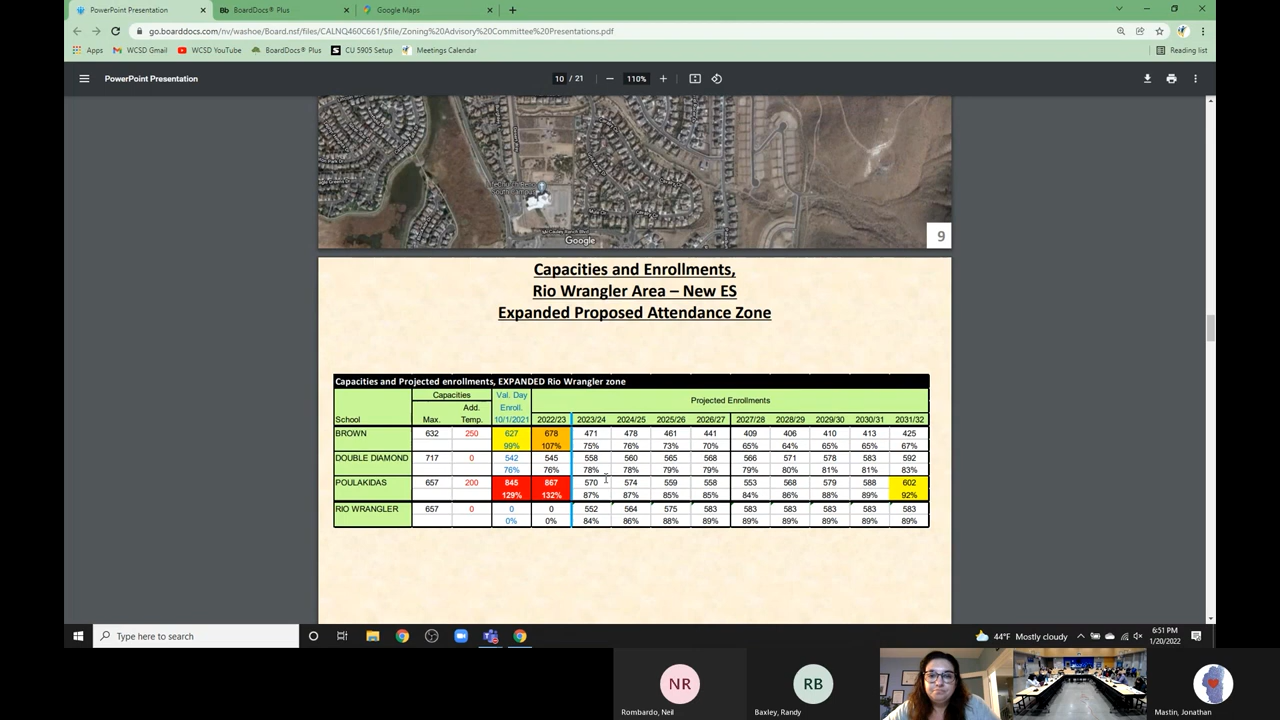 PowerPoint Presentation
BoardDocs® Plus
Google Maps
go.boarddocs.com/nv/washoe/Board.nsf/files/CALNQ460C661/$file/Zoning%20Advisory%20Committee%20Presentations.pdf
Apps WCSD Gmail WCSD YouTube BoardDocs® Plus CU 5905 Setup Meetings Calendar Reading list
PowerPoint Presentation 10 / 21 110%
Google
9
Capacities and Enrollments,
Rio Wrangler Area – New ES
Expanded Proposed Attendance Zone
Capacities and Projected enrollments, EXPANDED Rio Wrangler zone
Capacities Val. Day
Projected Enrollments
Add. Enroll.
School Max. Temp. 10/1/2021 2022/23 2023/24 2024/25 2025/26 2026/27 2027/28 2028/29 2029/30 2030/31 2031/32
BROWN 632 250 627 678 471 478 461 441 409 406 410 413 425
99% 107% 75% 76% 73% 70% 65% 64% 65% 65% 67%
DOUBLE DIAMOND 717 0 542 545 558 560 565 568 566 571 578 583 592
76% 76% 78% 78% 79% 79% 79% 80% 81% 81% 83%
POULAKIDAS 657 200 845 867 570 574 559 558 553 568 579 588 602
129% 132% 87% 87% 85% 85% 84% 86% 88% 89% 92%
RIO WRANGLER 657 0 0 0 552 564 575 583 583 583 583 583 583
0% 0% 84% 86% 88% 89% 89% 89% 89% 89% 89%
Type here to search
44°F Mostly cloudy
6:51 PM
1/20/2022
NR
RB
Rombardo, Neil
Baxley, Randy
Mastin, Jonathan